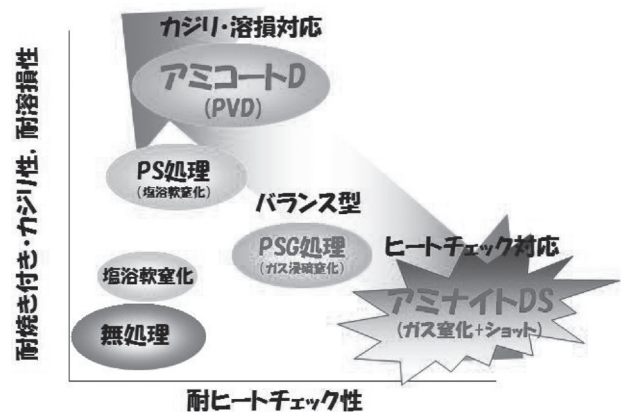 カジリ・溶損対応
アミコートD
(PVD)
PS処理
(塩浴軟窒化)
バランス型
PSG処理
(ガス浸硫窒化)
ヒートチェック対応
アミナイトDS
(ガス窒化+ショット)
塩浴軟窒化
無処理
耐焼き付き・カジリ性，耐溶損性
耐ヒートチェック性